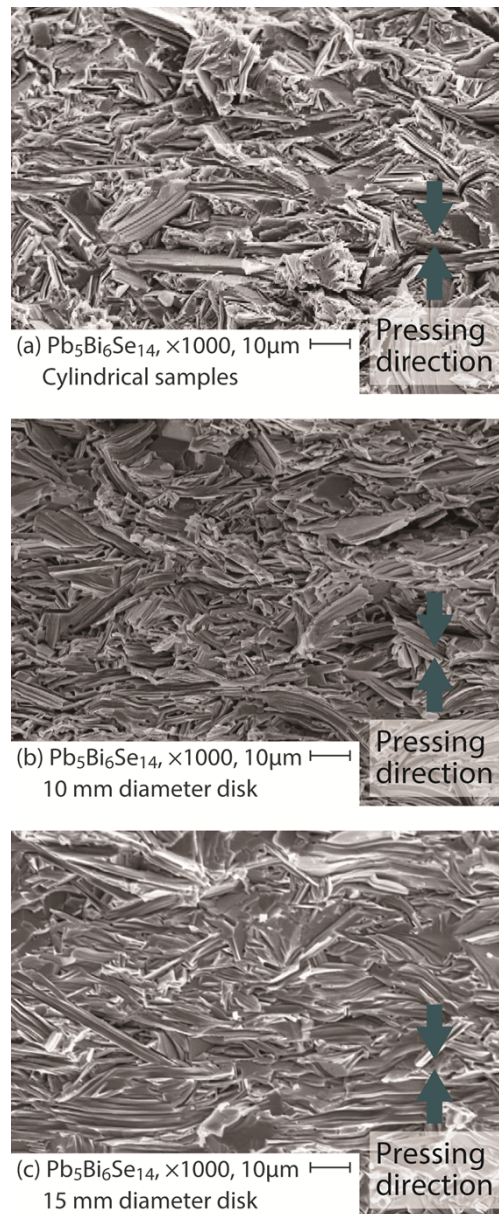 Pressing
direction
(a) Pb₅Bi₆Se₁₄, ×1000, 10μm
Cylindrical samples
Pressing
direction
(b) Pb₅Bi₆Se₁₄, ×1000, 10μm
10 mm diameter disk
Pressing
direction
(c) Pb₅Bi₆Se₁₄, ×1000, 10μm
15 mm diameter disk